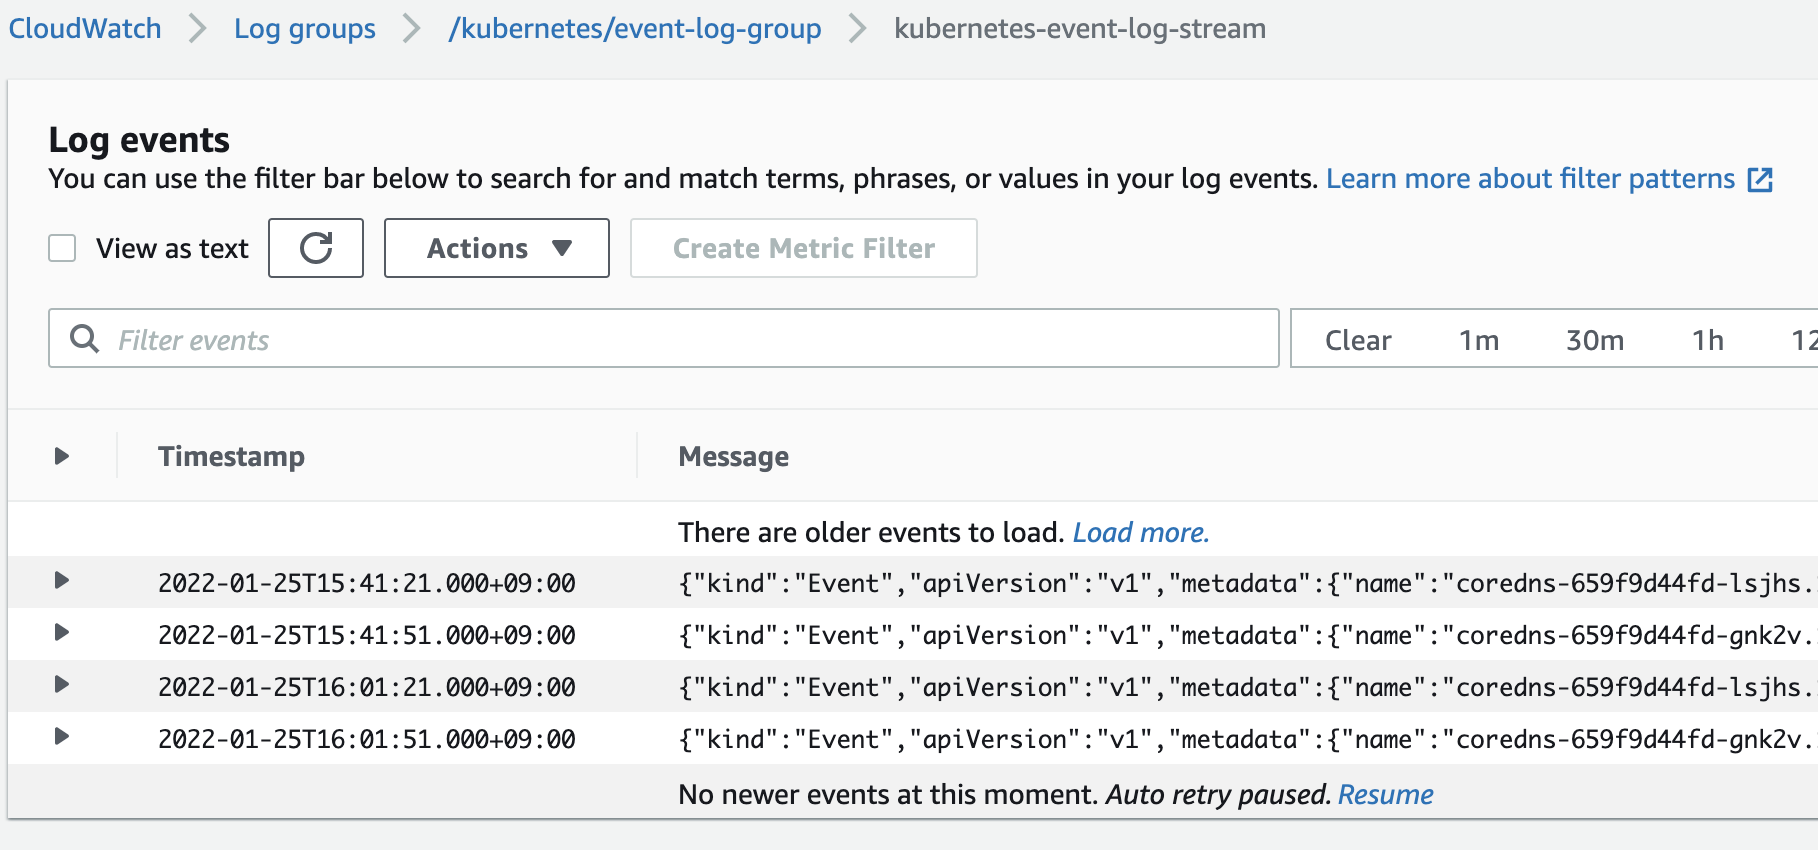 CloudWatch > Log groups > /kubernetes/event-log-group > kubernetes-event-log-stream
Log events
You can use the filter bar below to search for and match terms, phrases, or values in your log events. Learn more about filter patterns
View as text Actions Create Metric Filter
Filter events Clear 1m 30m 1h 12
Timestamp Message
There are older events to load. Load more.
2022-01-25T15:41:21.000+09:00 {"kind":"Event","apiVersion":"v1","metadata":{"name":"coredns-659f9d44fd-lsjhs.
2022-01-25T15:41:51.000+09:00 {"kind":"Event","apiVersion":"v1","metadata":{"name":"coredns-659f9d44fd-gnk2v.
2022-01-25T16:01:21.000+09:00 {"kind":"Event","apiVersion":"v1","metadata":{"name":"coredns-659f9d44fd-lsjhs.
2022-01-25T16:01:51.000+09:00 {"kind":"Event","apiVersion":"v1","metadata":{"name":"coredns-659f9d44fd-gnk2v.
No newer events at this moment. Auto retry paused. Resume